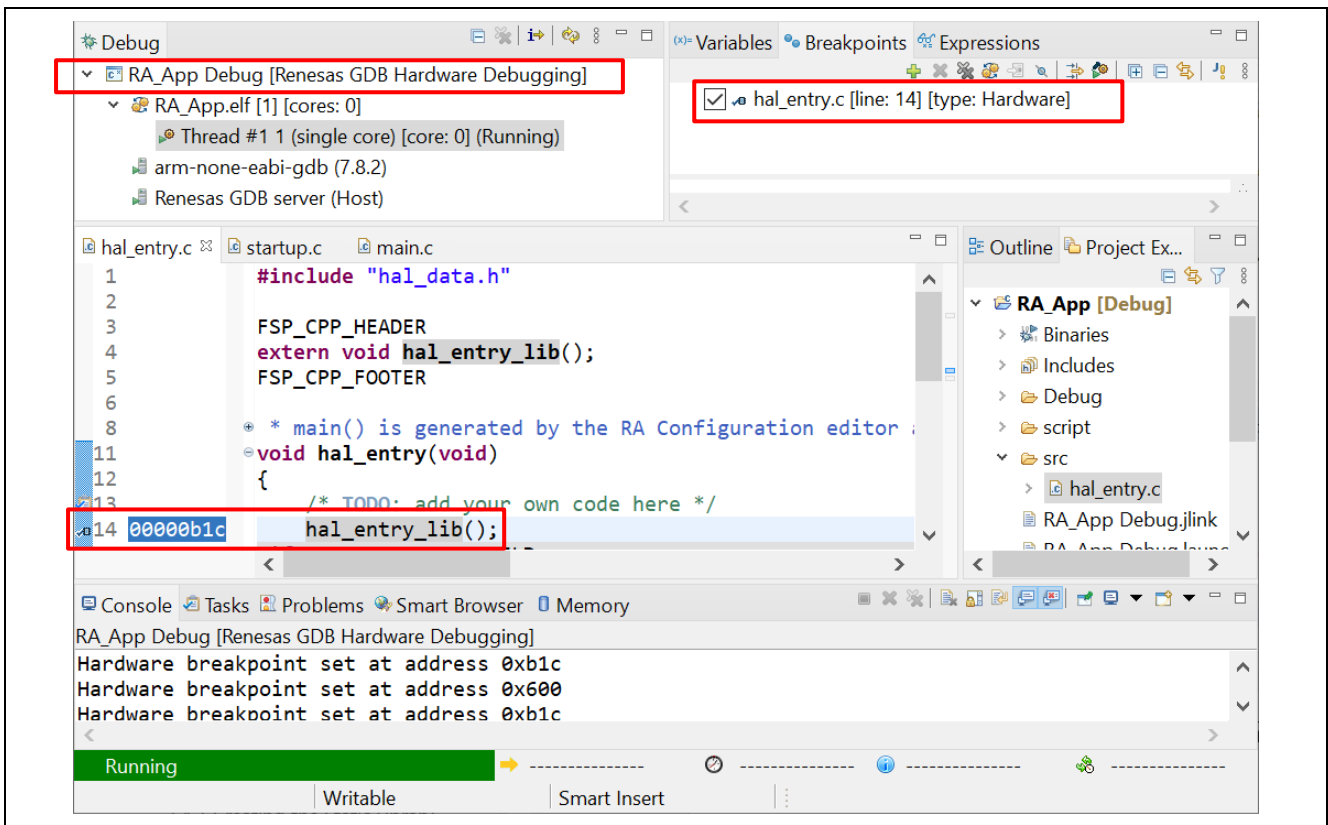 Debug
RA_App Debug [Renesas GDB Hardware Debugging]
RA_App.elf [1] [cores: 0]
Thread #1 1 (single core) [core: 0] (Running)
arm-none-eabi-gdb (7.8.2)
Renesas GDB server (Host)
(x)= Variables Breakpoints Expressions
hal_entry.c [line: 14] [type: Hardware]
hal_entry.c startup.c main.c
1 #include "hal_data.h"
2
3 FSP_CPP_HEADER
4 extern void hal_entry_lib();
5 FSP_CPP_FOOTER
6
8 * main() is generated by the RA Configuration editor
11 void hal_entry(void)
12 {
13 /* TODO: add your own code here */
14 00000b1c hal_entry_lib();
Outline Project Ex...
RA_App [Debug]
Binaries
Includes
Debug
script
src
hal_entry.c
RA_App Debug.jlink
RA_App Debug.launc
Console Tasks Problems Smart Browser Memory
RA_App Debug [Renesas GDB Hardware Debugging]
Hardware breakpoint set at address 0xb1c
Hardware breakpoint set at address 0x600
Hardware breakpoint set at address 0xb1c
Running --------------- --------------- --------------- ---------------
Writable Smart Insert